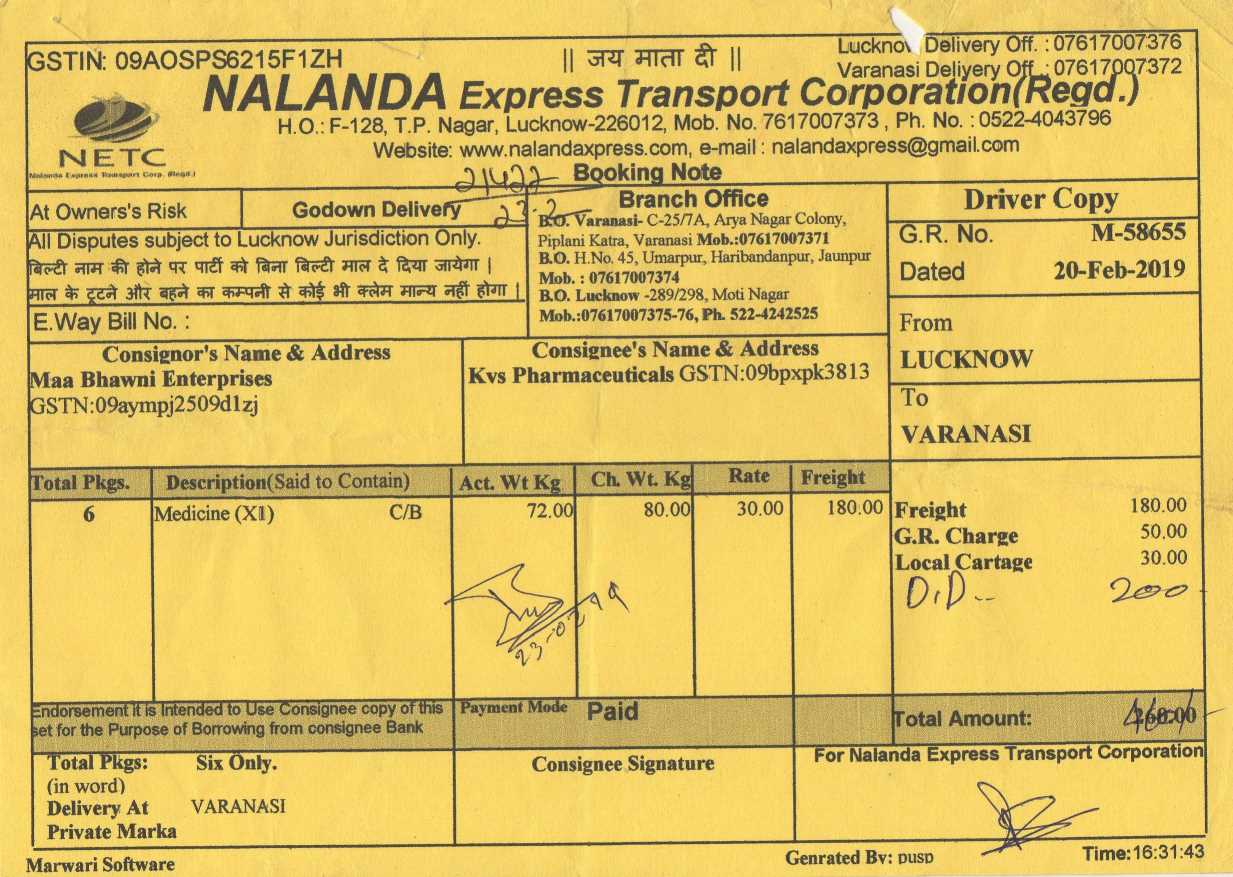 GSTIN: 09AOSPS6215F1ZH
|| जय माता दी ||
Lucknow Delivery Off. : 07617007376
Varanasi Deliyery Off : 07617007372
NALANDA Express Transport Corporation(Regd.)
H.O.: F-128, T.P. Nagar, Lucknow-226012, Mob. No. 7617007373 , Ph. No. : 0522-4043796
Website: www.nalandaxpress.com, e-mail : nalandaxpress@gmail.com
NETC
Nalanda Express Transport Corp. (Regd.)
Booking Note
21422
23-2
At Owners's Risk
Godown Delivery
All Disputes subject to Lucknow Jurisdiction Only.
बिल्टी नाम की होने पर पार्टी को बिना बिल्टी माल दे दिया जायेगा |
माल के टूटने और बहने का कम्पनी से कोई भी क्लेम मान्य नहीं होगा |
E.Way Bill No. :
Branch Office
B.O. Varanasi- C-25/7A, Arya Nagar Colony,
Piplani Katra, Varanasi Mob.:07617007371
B.O. H.No. 45, Umarpur, Haribandanpur, Jaunpur
Mob. : 07617007374
B.O. Lucknow -289/298, Moti Nagar
Mob.:07617007375-76, Ph. 522-4242525
Driver Copy
G.R. No. M-58655
Dated 20-Feb-2019
From
LUCKNOW
To
VARANASI
Consignor's Name & Address
Maa Bhawni Enterprises
GSTN:09aympj2509d1zj
Consignee's Name & Address
Kvs Pharmaceuticals GSTN:09bpxpk3813
Total Pkgs. Description(Said to Contain) Act. Wt Kg Ch. Wt. Kg Rate Freight
6 Medicine (X1) C/B 72.00 80.00 30.00 180.00
Freight 180.00
G.R. Charge 50.00
Local Cartage 30.00
D.D.. 200
Endorsement it is Intended to Use Consignee copy of this
set for the Purpose of Borrowing from consignee Bank
Payment Mode Paid
Total Amount: 260.00
Total Pkgs: Six Only.
(in word)
Delivery At VARANASI
Private Marka
Consignee Signature
For Nalanda Express Transport Corporation
Marwari Software
Genrated By: pusp
Time:16:31:43